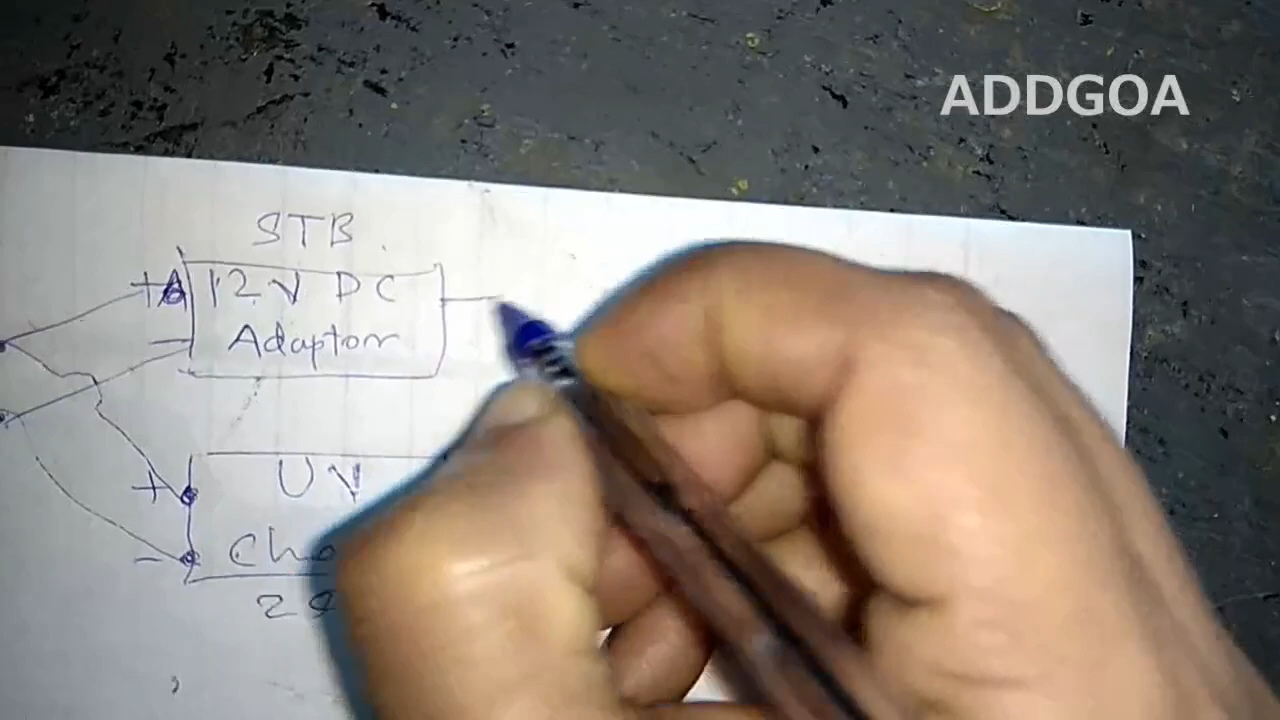 ADDGOA
STB.
+ 12V DC
- Adaptor
+ UV
-